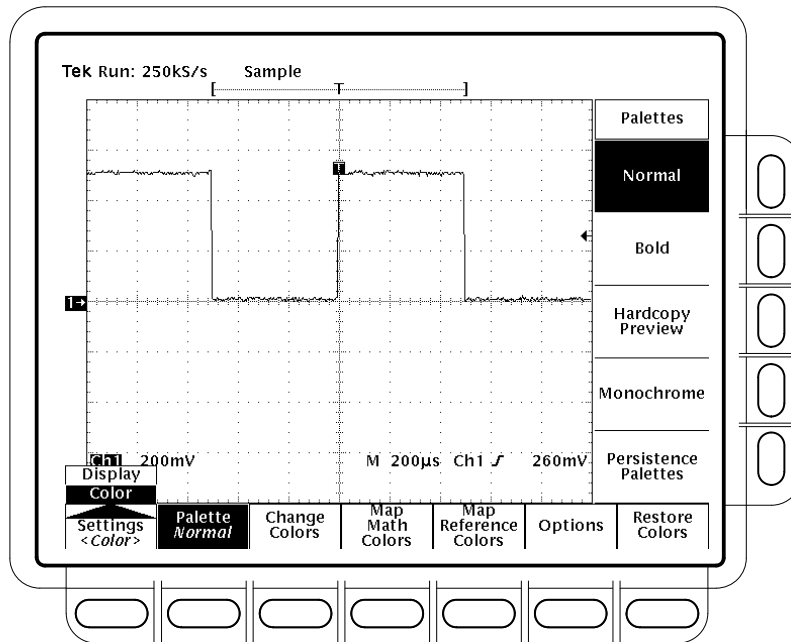 Tek Run: 250kS/s Sample
[ T ]
Palettes
Normal
Bold
Hardcopy
Preview
Monochrome
Persistence
Palettes
T
1→
Ch1 200mV M 200µs Ch1 260mV
Display
Color
Settings
<Color>
Palette
Normal
Change
Colors
Map
Math
Colors
Map
Reference
Colors
Options
Restore
Colors